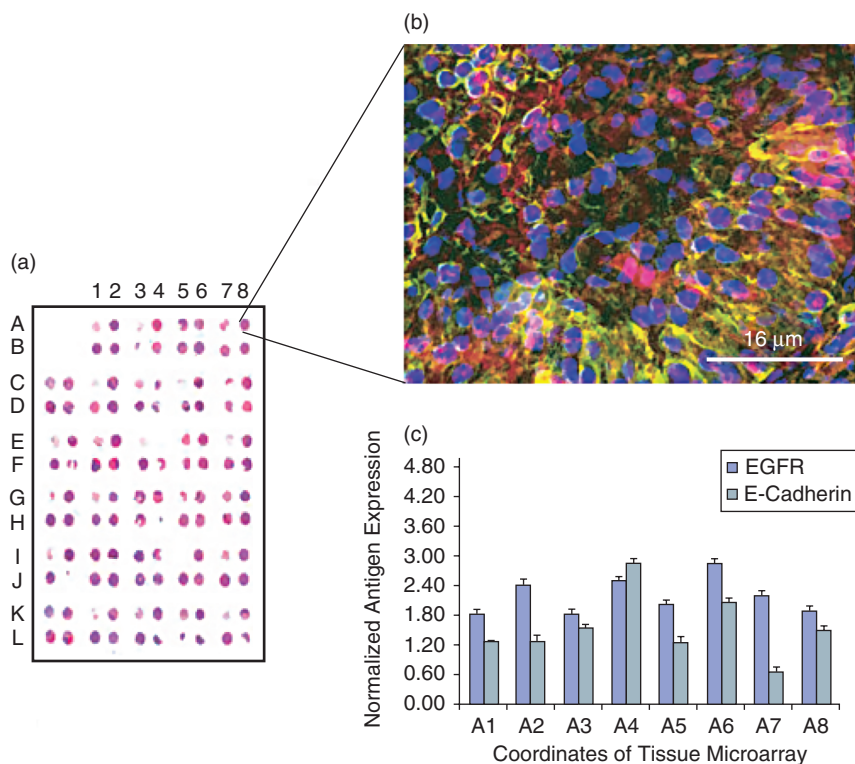 (b)
16 µm
(a)
1 2 3 4 5 6 7 8
A
B
C
D
E
F
G
H
I
J
K
L
(c)
Normalized Antigen Expression
4.80
4.20
3.60
3.00
2.40
1.80
1.20
0.60
0.00
EGFR
E-Cadherin
A1 A2 A3 A4 A5 A6 A7 A8
Coordinates of Tissue Microarray